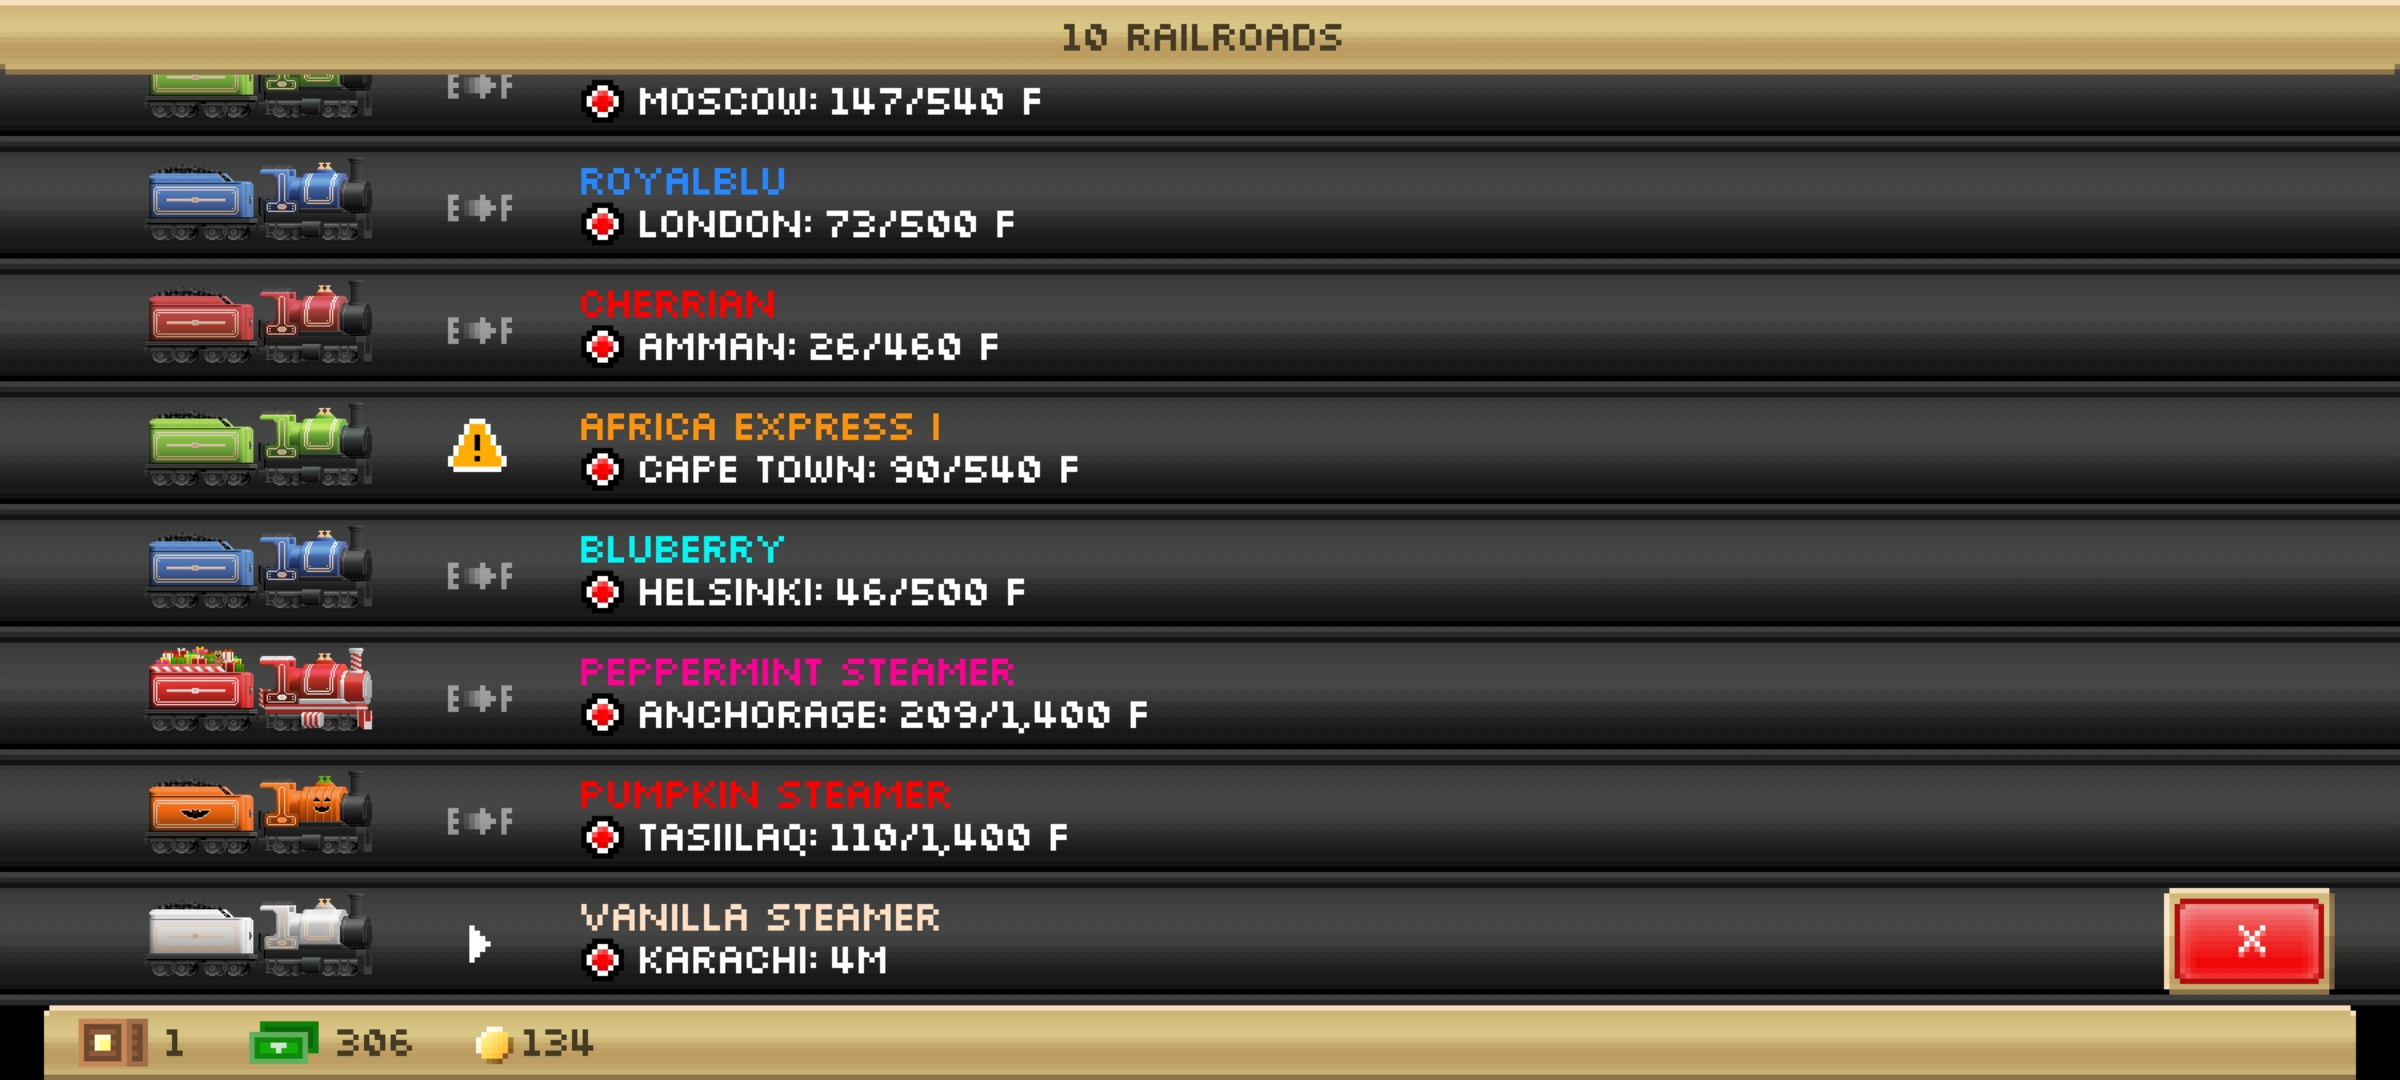 10 RAILROADS
E F
MOSCOW: 147/540 F
ROYALBLU
E F
LONDON: 73/500 F
CHERRIAN
E F
AMMAN: 26/460 F
AFRICA EXPRESS I
!
CAPE TOWN: 90/540 F
BLUBERRY
E F
HELSINKI: 46/500 F
PEPPERMINT STEAMER
E F
ANCHORAGE: 209/1,400 F
PUMPKIN STEAMER
E F
TASIILAQ: 110/1,400 F
VANILLA STEAMER
KARACHI: 4M
X
1 306 134